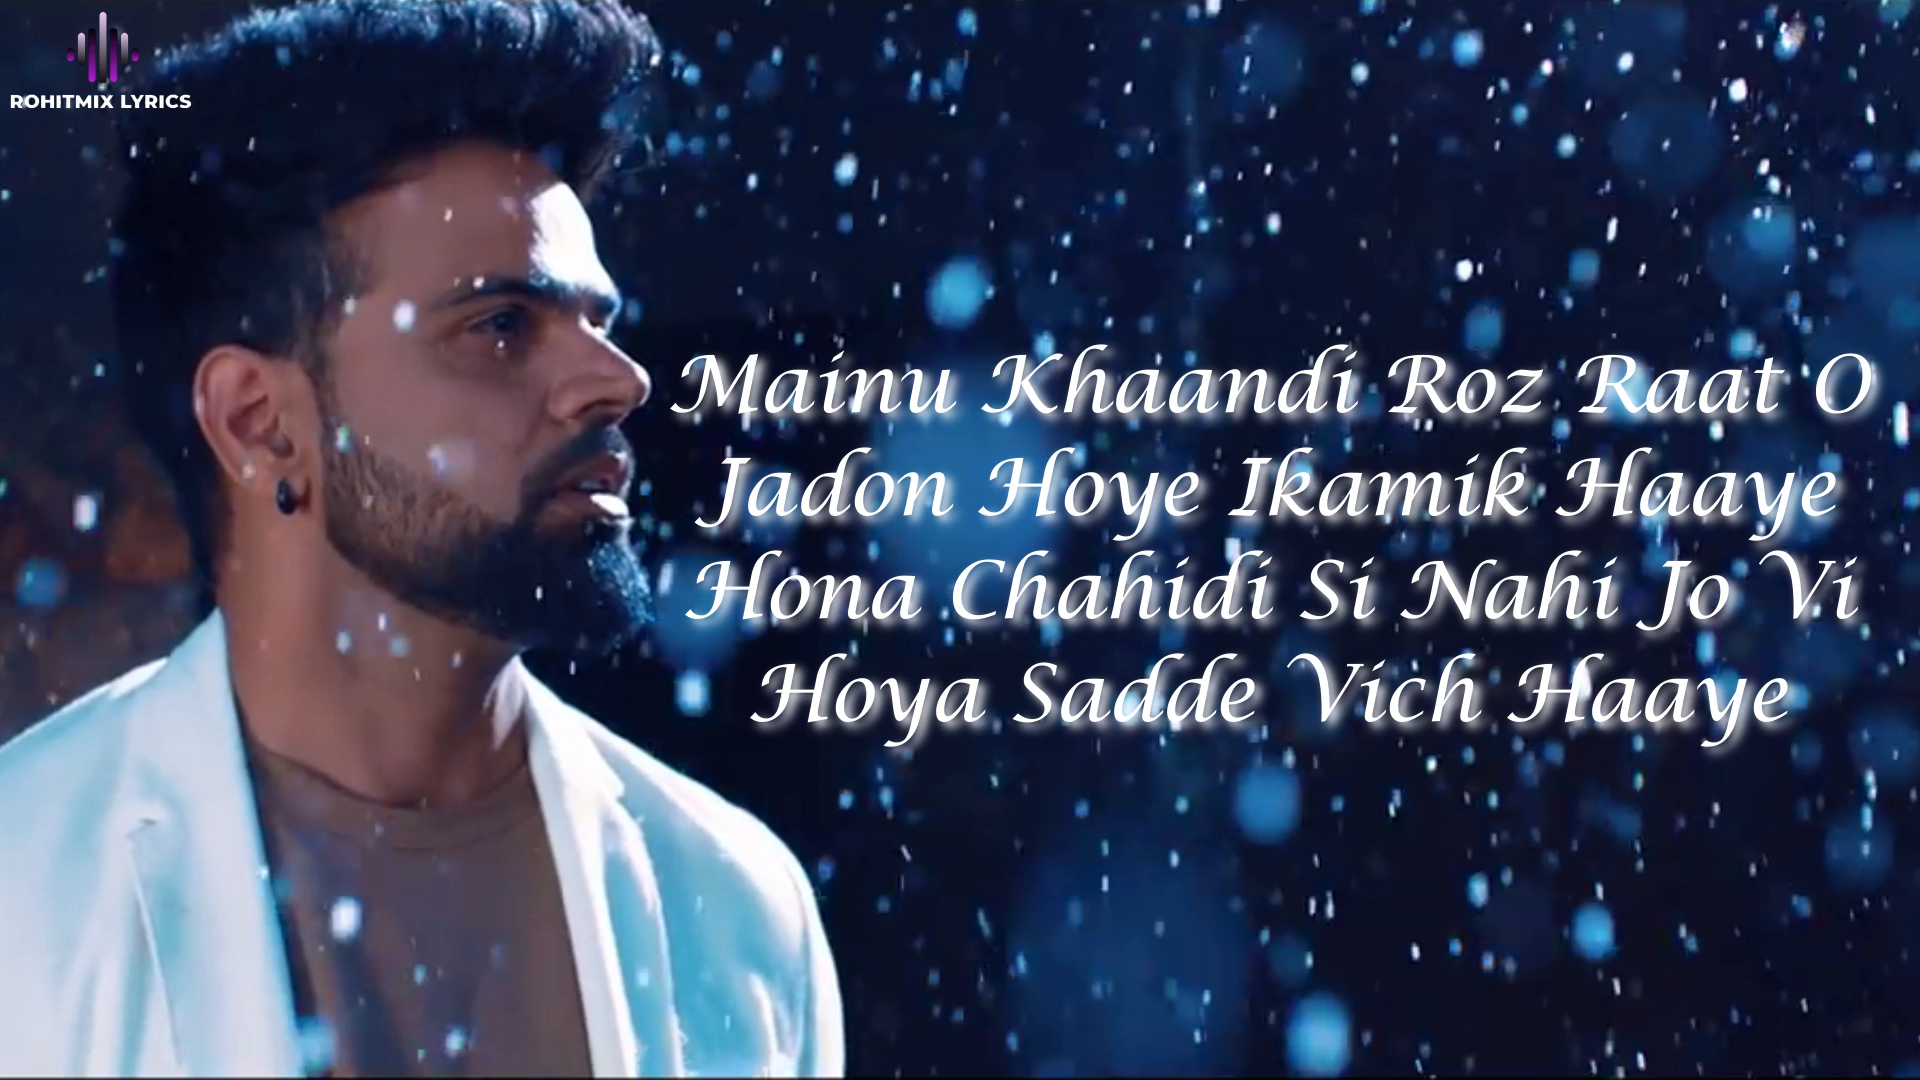 ROHITMIX LYRICS
Mainu Khaandi Roz Raat O
Jadon Hoye Ikamik Haaye
Hona Chahidi Si Nahi Jo Vi
Hoya Sadde Vich Haaye